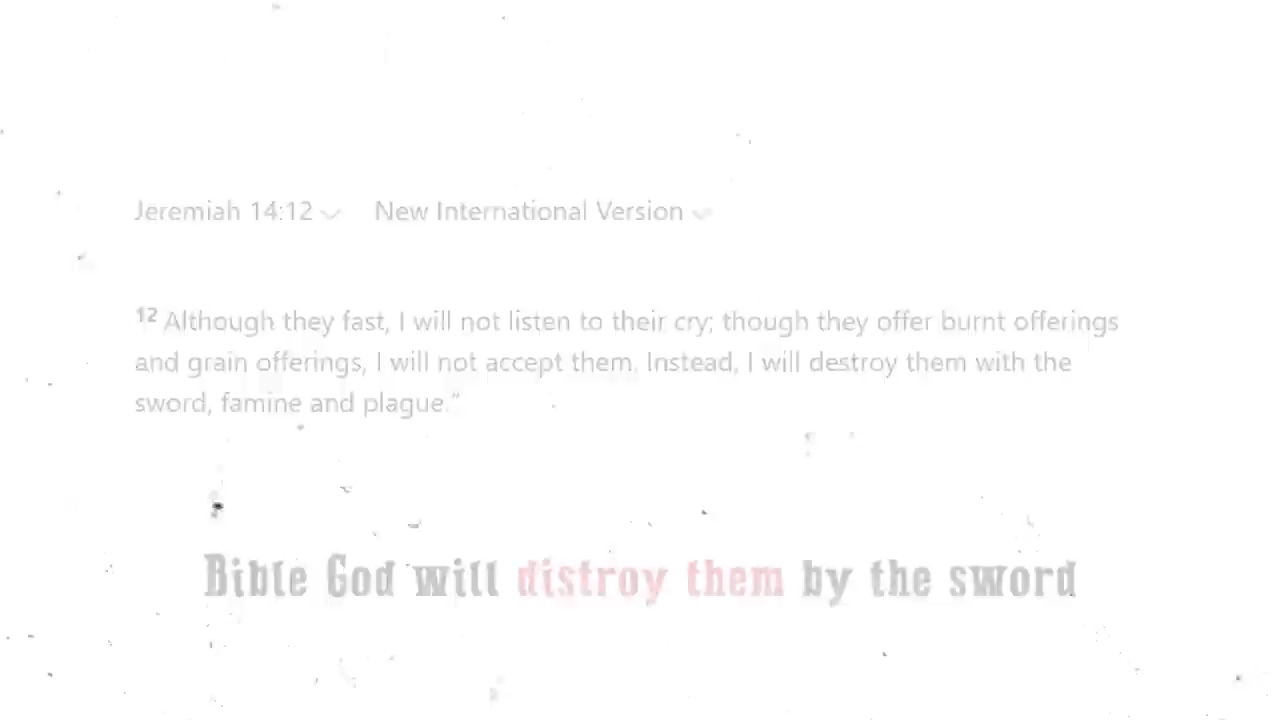 Jeremiah 14:12 New International Version
12 Although they fast, I will not listen to their cry; though they offer burnt offerings
and grain offerings, I will not accept them. Instead, I will destroy them with the
sword, famine and plague.”
Bible God will distroy them by the sword